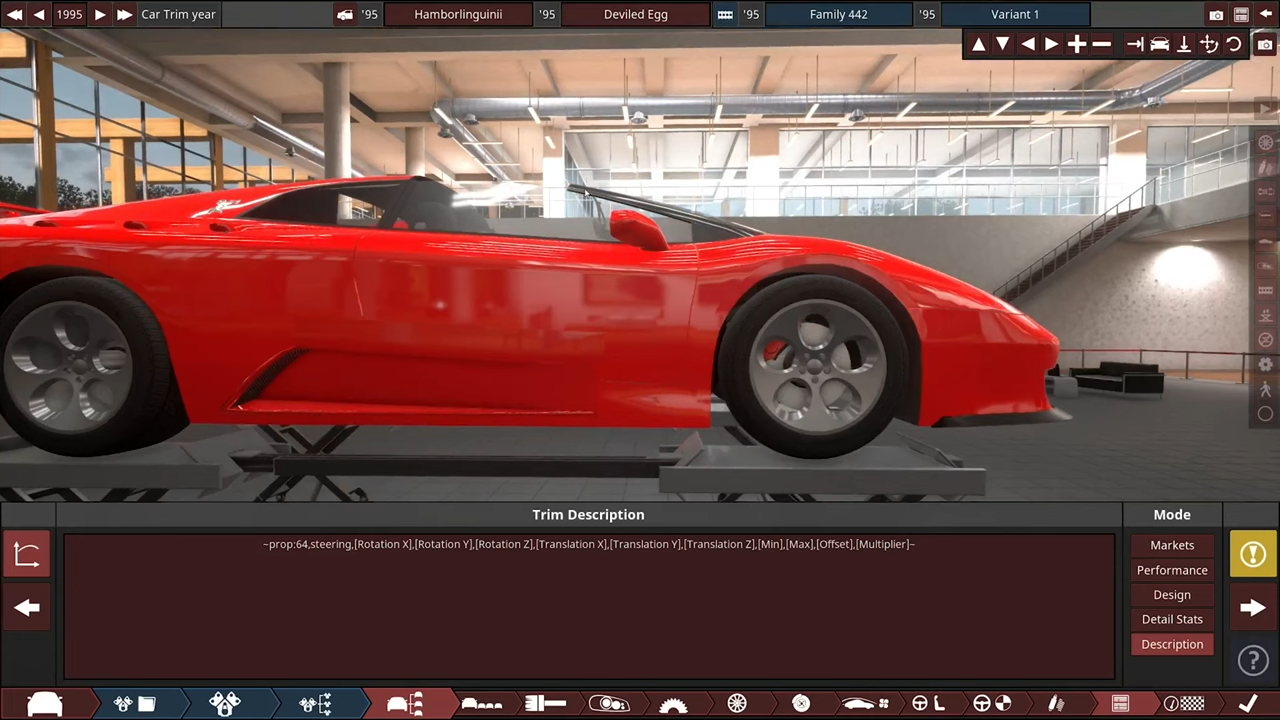 1995 Car Trim year '95 Hamborlinguinii '95 Deviled Egg '95 Family 442 '95 Variant 1
Trim Description
Mode
~prop:64,steering,[Rotation X],[Rotation Y],[Rotation Z],[Translation X],[Translation Y],[Translation Z],[Min],[Max],[Offset],[Multiplier]~
Markets
Performance
Design
Detail Stats
Description